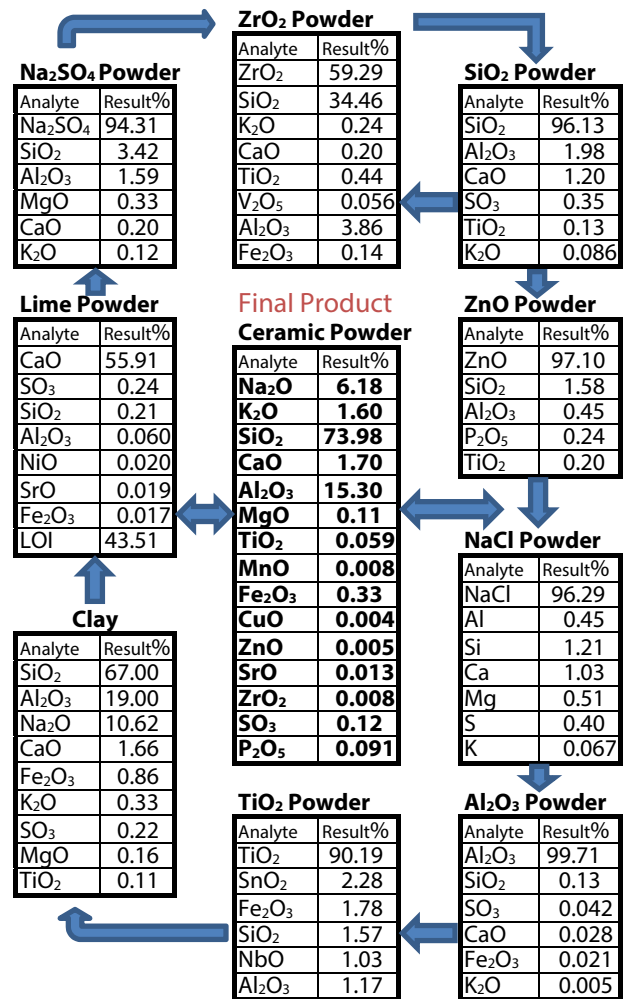 ZrO₂ Powder
Analyte Result%
ZrO₂ 59.29
SiO₂ 34.46
K₂O 0.24
CaO 0.20
TiO₂ 0.44
V₂O₅ 0.056
Al₂O₃ 3.86
Fe₂O₃ 0.14
Na₂SO₄ Powder
Analyte Result%
Na₂SO₄ 94.31
SiO₂ 3.42
Al₂O₃ 1.59
MgO 0.33
CaO 0.20
K₂O 0.12
SiO₂ Powder
Analyte Result%
SiO₂ 96.13
Al₂O₃ 1.98
CaO 1.20
SO₃ 0.35
TiO₂ 0.13
K₂O 0.086
Lime Powder
Analyte Result%
CaO 55.91
SO₃ 0.24
SiO₂ 0.21
Al₂O₃ 0.060
NiO 0.020
SrO 0.019
Fe₂O₃ 0.017
LOI 43.51
Final Product
Ceramic Powder
Analyte Result%
Na₂O 6.18
K₂O 1.60
SiO₂ 73.98
CaO 1.70
Al₂O₃ 15.30
MgO 0.11
TiO₂ 0.059
MnO 0.008
Fe₂O₃ 0.33
CuO 0.004
ZnO 0.005
SrO 0.013
ZrO₂ 0.008
SO₃ 0.12
P₂O₅ 0.091
ZnO Powder
Analyte Result%
ZnO 97.10
SiO₂ 1.58
Al₂O₃ 0.45
P₂O₅ 0.24
TiO₂ 0.20
NaCl Powder
Analyte Result%
NaCl 96.29
Al 0.45
Si 1.21
Ca 1.03
Mg 0.51
S 0.40
K 0.067
Clay
Analyte Result%
SiO₂ 67.00
Al₂O₃ 19.00
Na₂O 10.62
CaO 1.66
Fe₂O₃ 0.86
K₂O 0.33
SO₃ 0.22
MgO 0.16
TiO₂ 0.11
TiO₂ Powder
Analyte Result%
TiO₂ 90.19
SnO₂ 2.28
Fe₂O₃ 1.78
SiO₂ 1.57
NbO 1.03
Al₂O₃ 1.17
Al₂O₃ Powder
Analyte Result%
Al₂O₃ 99.71
SiO₂ 0.13
SO₃ 0.042
CaO 0.028
Fe₂O₃ 0.021
K₂O 0.005